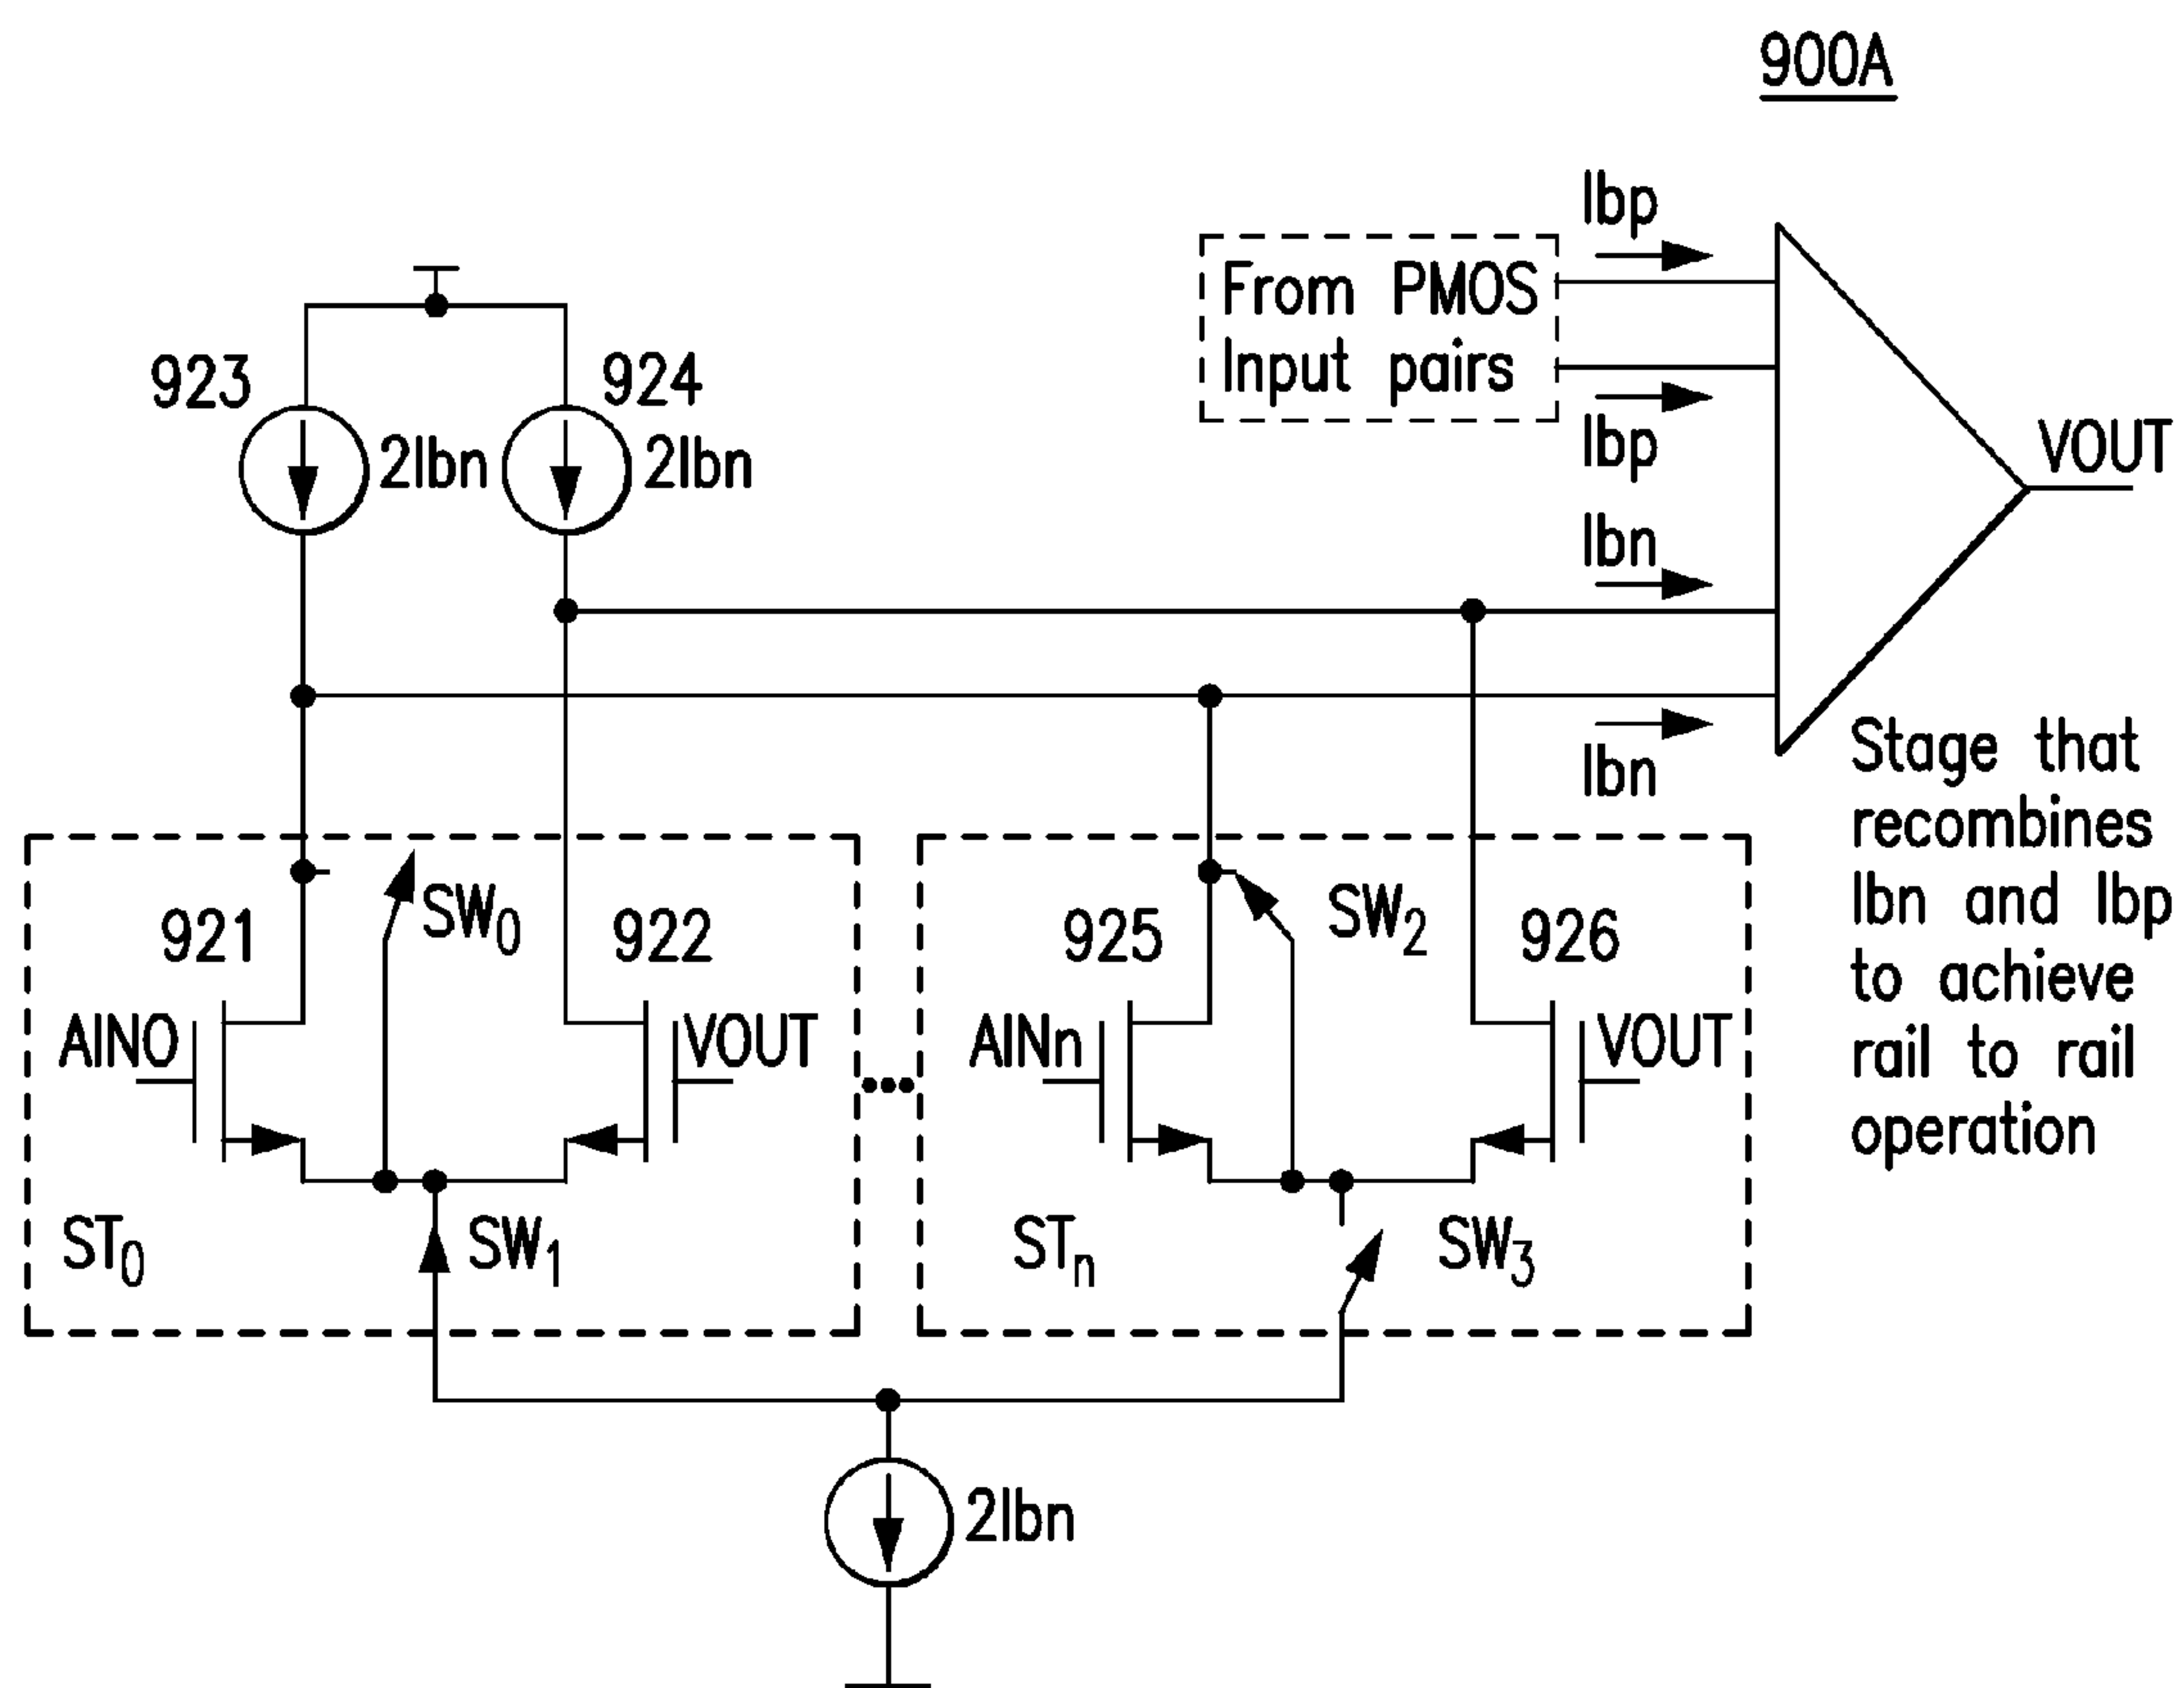 900A
Ibp
From PMOS
Input pairs
Ibp
923
2Ibn
924
2Ibn
VOUT
Ibn
Ibn
Stage that
recombines
Ibn and Ibp
to achieve
rail to rail
operation
921
SW0
922
925
SW2
926
AIN0
VOUT
AINn
VOUT
ST0
SW1
STn
SW3
2Ibn